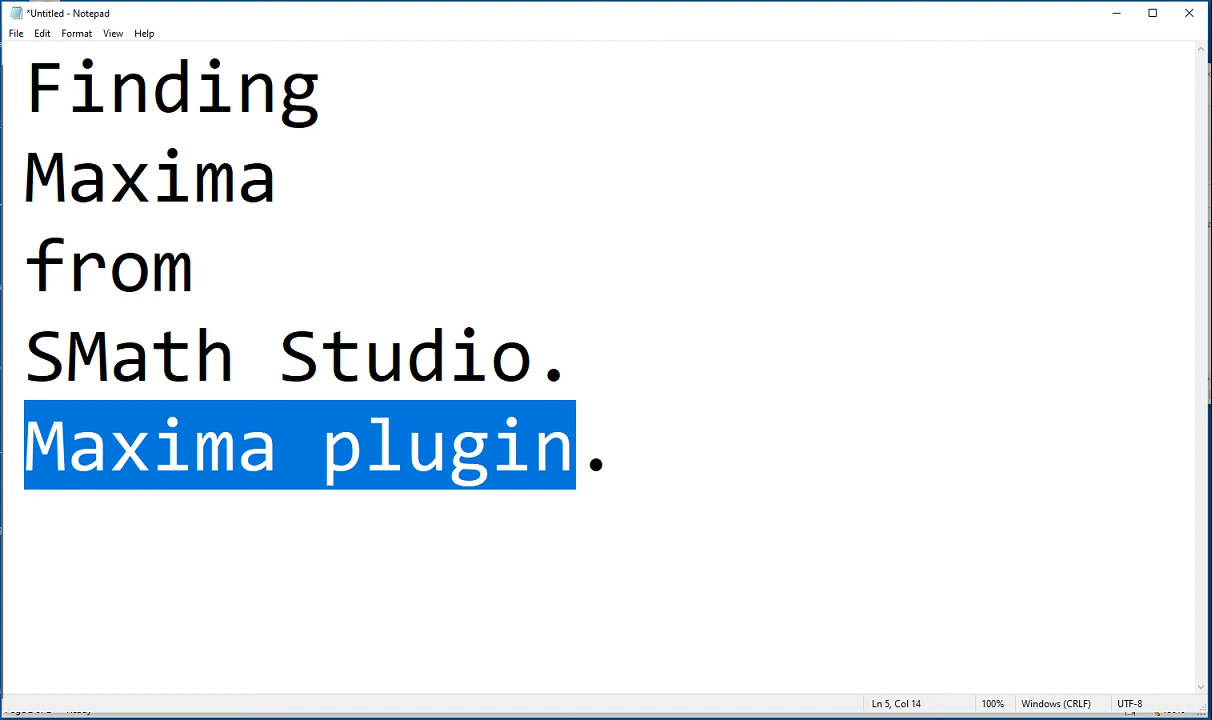 *Untitled - Notepad
File Edit Format View Help
Finding
Maxima
from
SMath Studio.
Maxima plugin.
Ln 5, Col 14 100% Windows (CRLF) UTF-8